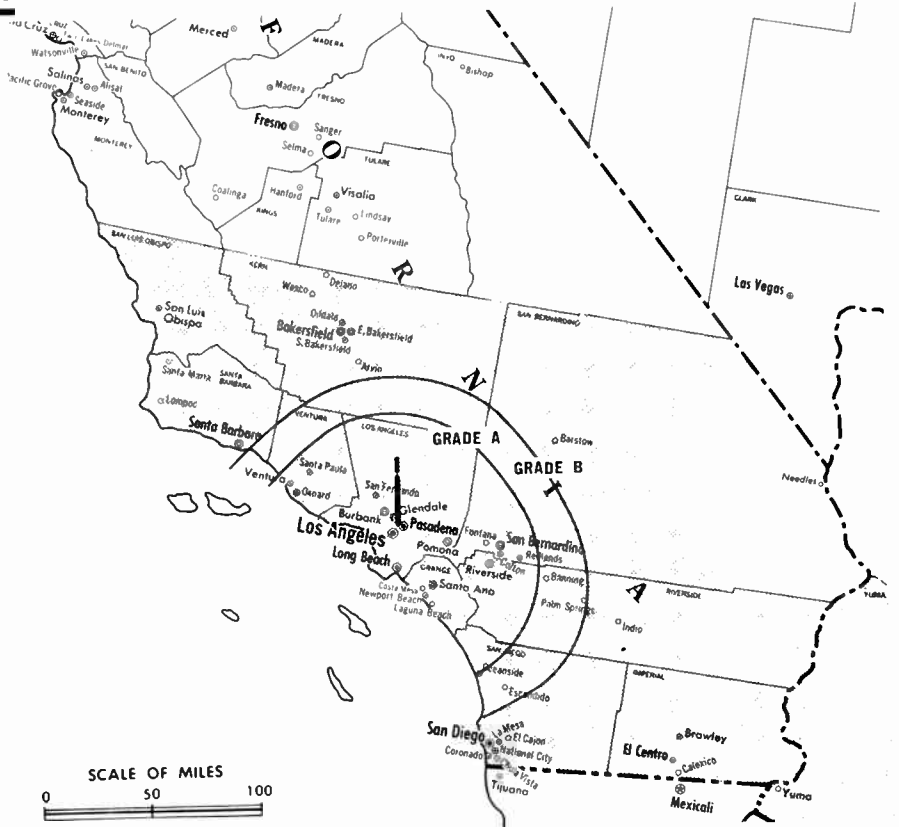 Merced
F
MADERA
Watsonville
SAN BENITO
INYO
Bishop
Salinas
Alisal
Pacific Grove
Seaside
Monterey
Madera
FRESNO
MONTEREY
Fresno
Sanger
Selma
O
TULARE
Coalinga
Hanford
Visalia
KINGS
Tulare
Lindsay
Porterville
CLARK
SAN LUIS OBISPO
KERN
R
Delano
Wasco
Las Vegas
San Luis
Obispo
Oildale
Bakersfield
E. Bakersfield
S. Bakersfield
SAN BERNARDINO
Arvin
Santa Maria
SANTA
BARBARA
N
Lompoc
Santa Barbara
VENTURA
LOS ANGELES
GRADE A
Barstow
GRADE B
I
Santa Paula
Ventura
Oxnard
San Fernando
Needles
Glendale
Burbank
Los Angeles
Pasadena
Fontana
San Bernardino
Pomona
Redlands
Long Beach
ORANGE
Riverside
Banning
Costa Mesa
Santa Ana
Newport Beach
Laguna Beach
Palm Springs
A
RIVERSIDE
YUMA
Indio
SAN DIEGO
Oceanside
IMPERIAL
Escondido
San Diego
La Mesa
El Cajon
Coronado
National City
Vista
Tijuana
Brawley
El Centro
Calexico
Mexicali
Yuma
SCALE OF MILES
0 50 100